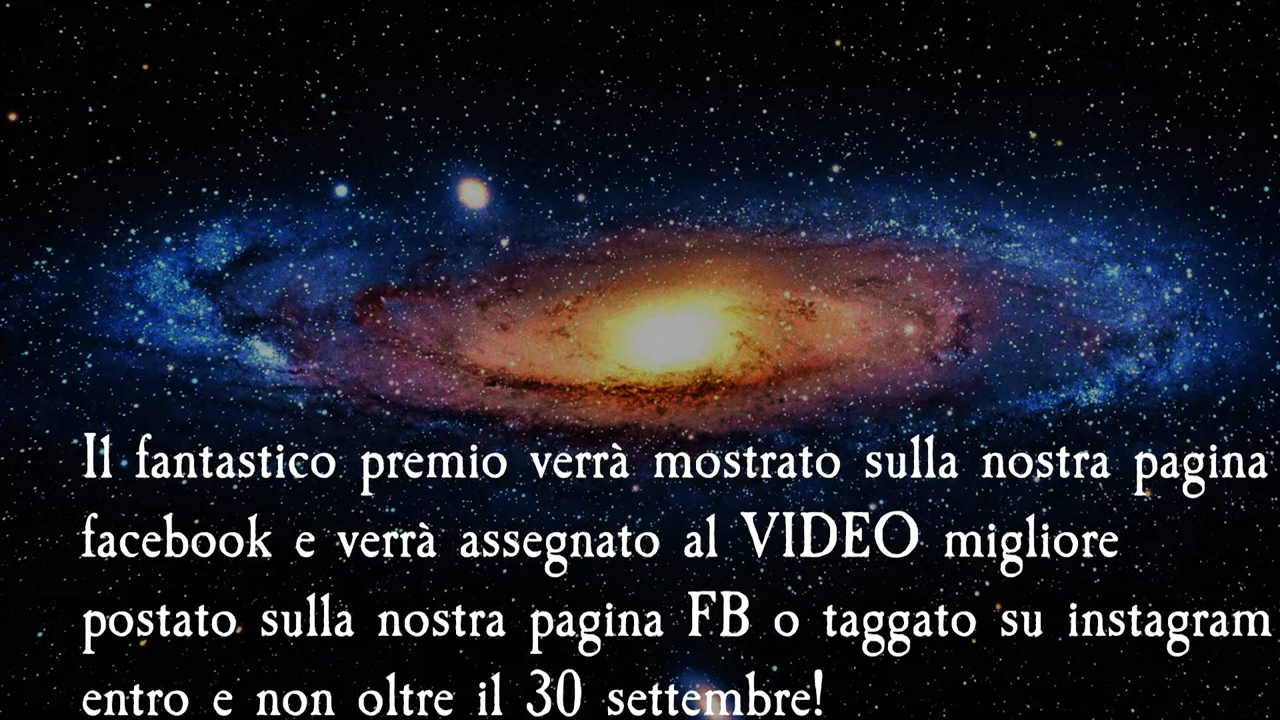 Il fantastico premio verrà mostrato sulla nostra pagina
facebook e verrà assegnato al VIDEO migliore
postato sulla nostra pagina FB o taggato su instagram
entro e non oltre il 30 settembre!